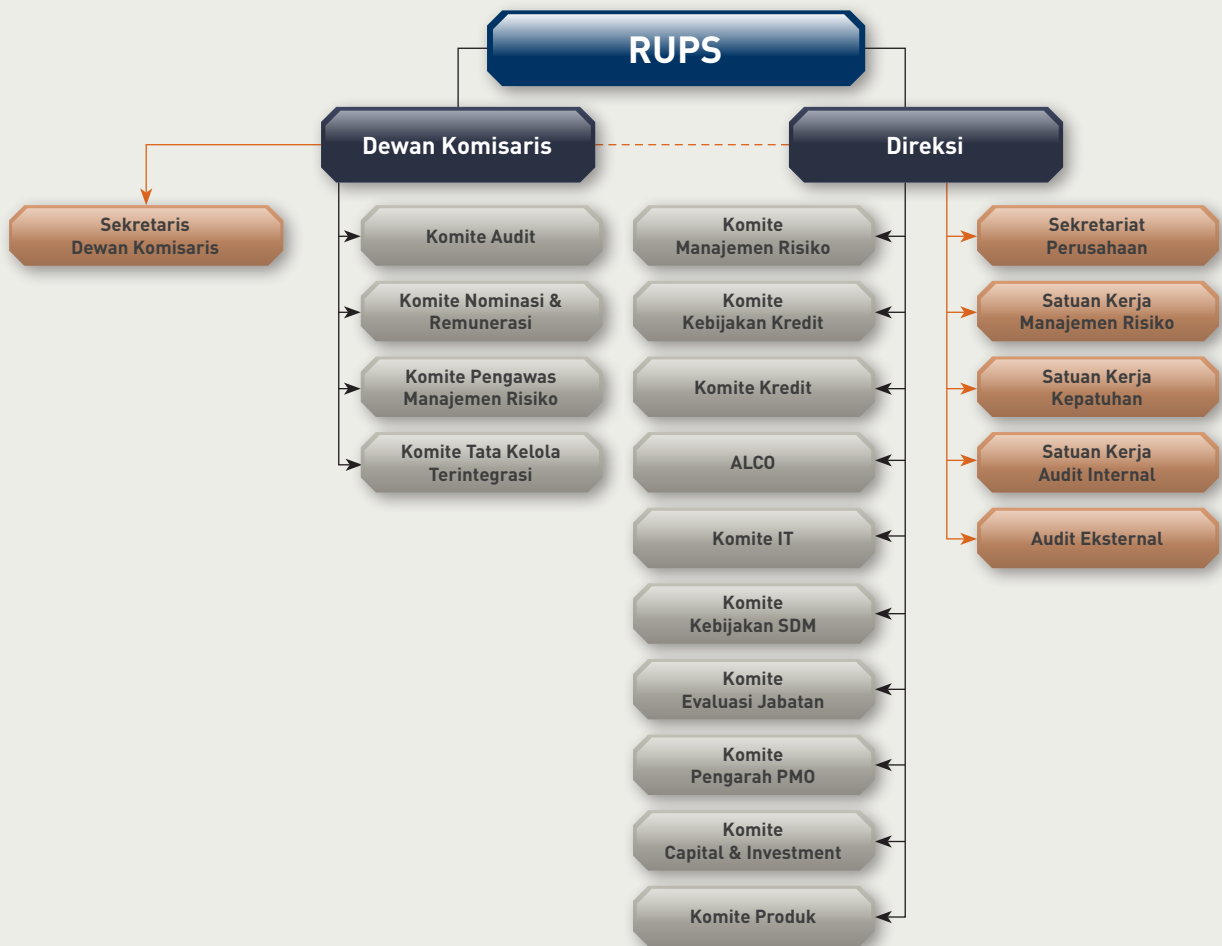 RUPS
Dewan Komisaris
Direksi
Sekretaris
Dewan Komisaris
Komite Audit
Komite Nominasi &
Remunerasi
Komite Pengawas
Manajemen Risiko
Komite Tata Kelola
Terintegrasi
Komite
Manajemen Risiko
Komite
Kebijakan Kredit
Komite Kredit
ALCO
Komite IT
Komite
Kebijakan SDM
Komite
Evaluasi Jabatan
Komite
Pengarah PMO
Komite
Capital & Investment
Komite Produk
Sekretariat
Perusahaan
Satuan Kerja
Manajemen Risiko
Satuan Kerja
Kepatuhan
Satuan Kerja
Audit Internal
Audit Eksternal